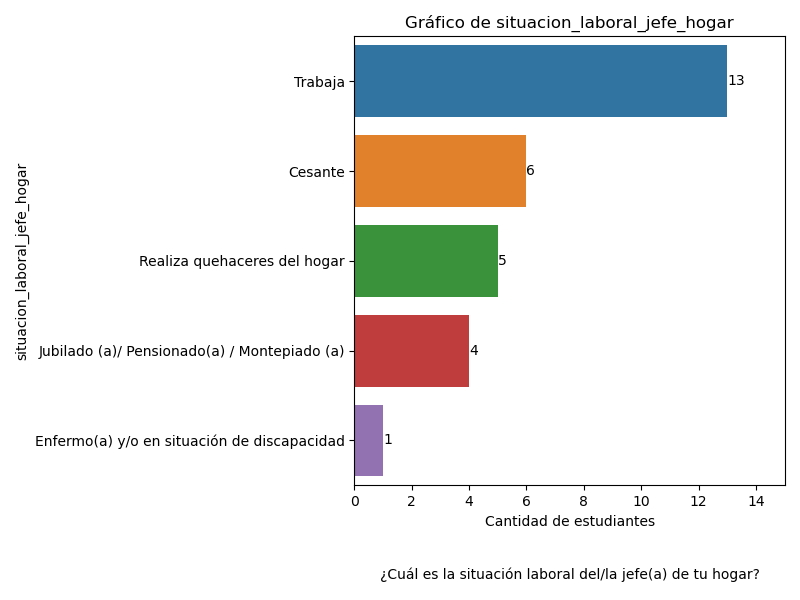 Gráfico de situacion_laboral_jefe_hogar
situacion_laboral_jefe_hogar
Trabaja
13
Cesante
6
Realiza quehaceres del hogar
5
Jubilado (a)/ Pensionado(a) / Montepiado (a)
4
Enfermo(a) y/o en situación de discapacidad
1
0 2 4 6 8 10 12 14
Cantidad de estudiantes
¿Cuál es la situación laboral del/la jefe(a) de tu hogar?